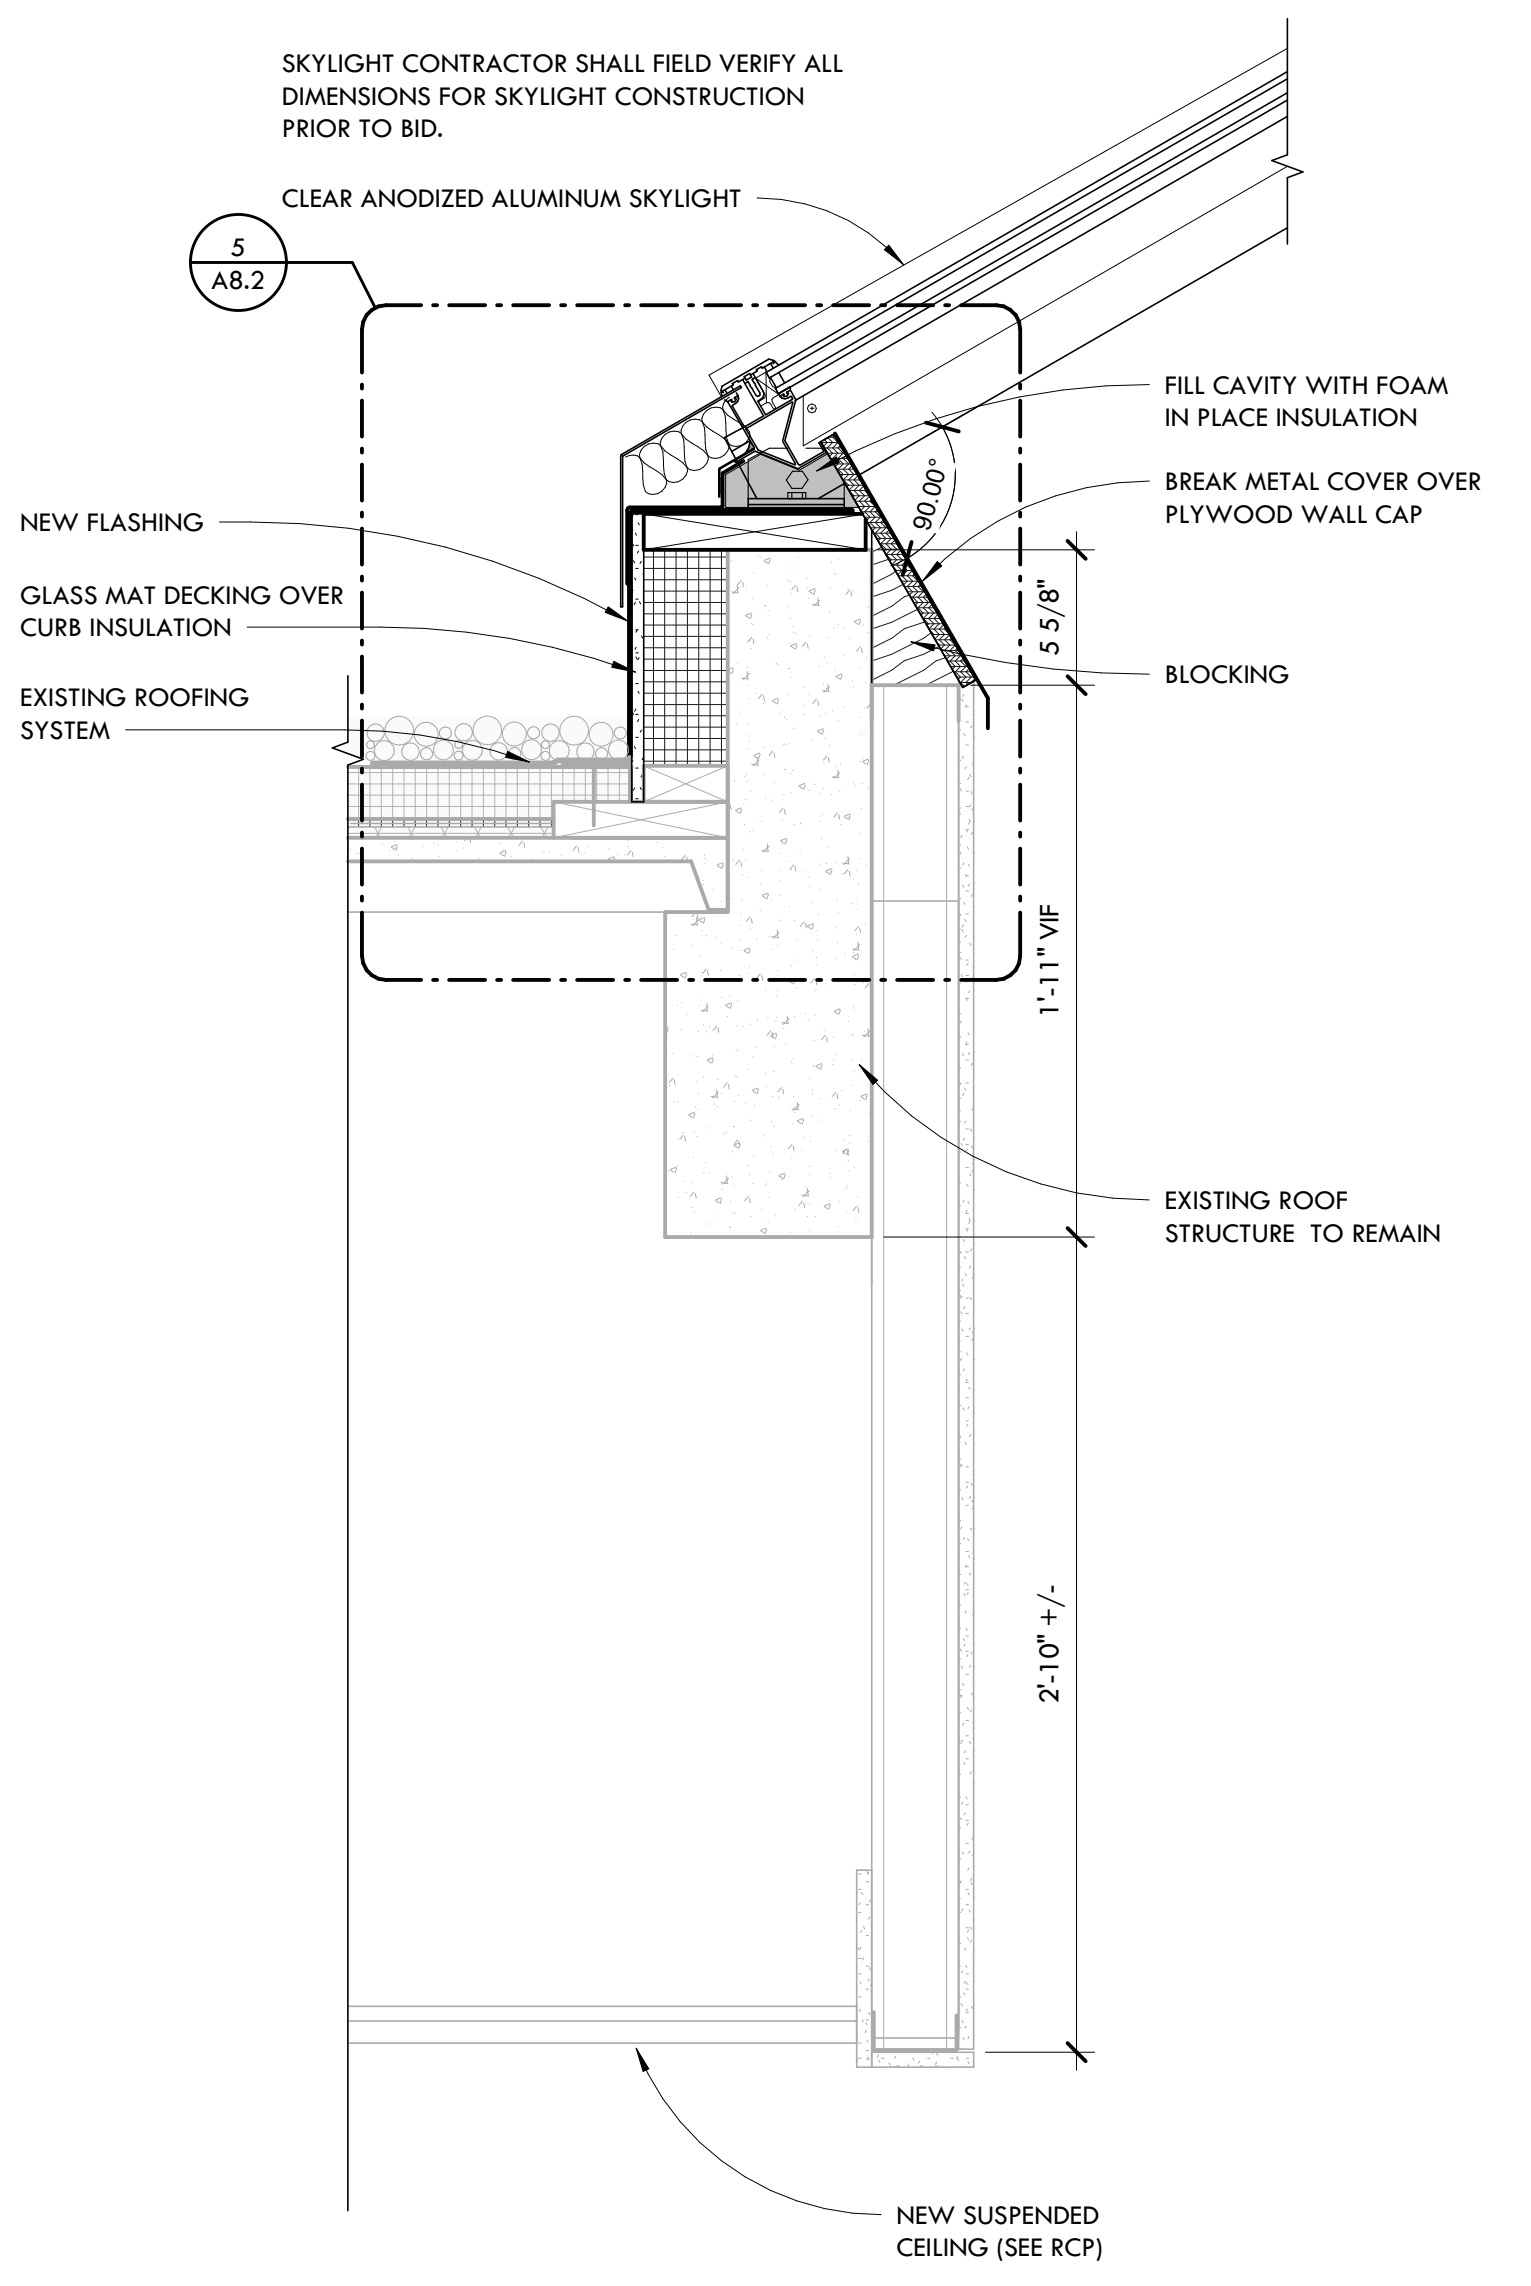 SKYLIGHT CONTRACTOR SHALL FIELD VERIFY ALL
DIMENSIONS FOR SKYLIGHT CONSTRUCTION
PRIOR TO BID.
CLEAR ANODIZED ALUMINUM SKYLIGHT
5
A8.2
FILL CAVITY WITH FOAM
IN PLACE INSULATION
90.00°
BREAK METAL COVER OVER
PLYWOOD WALL CAP
NEW FLASHING
GLASS MAT DECKING OVER
CURB INSULATION
5 5/8"
BLOCKING
EXISTING ROOFING
SYSTEM
1'-11" VIF
EXISTING ROOF
STRUCTURE  TO REMAIN
2'-10" +/-
NEW SUSPENDED
CEILING (SEE RCP)